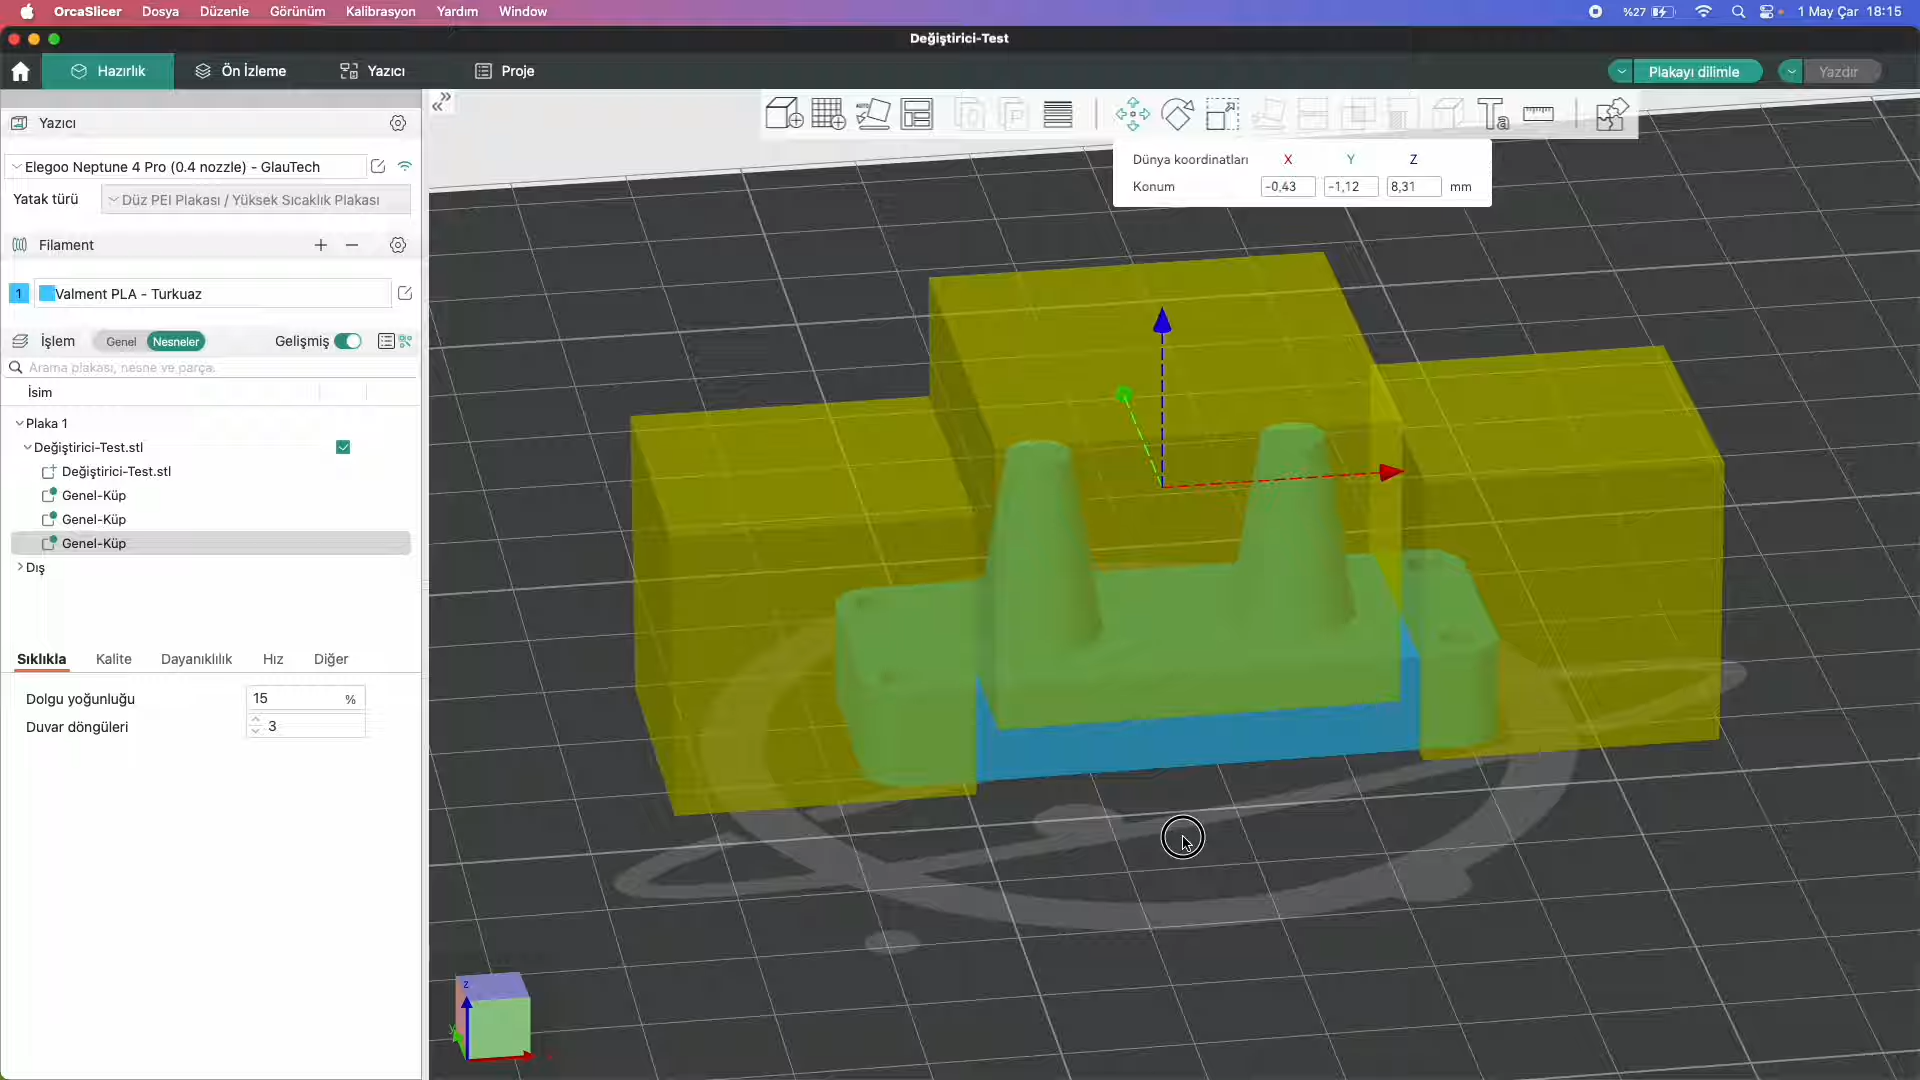 OrcaSlicer Dosya Düzenle Görünüm Kalibrasyon Yardım Window %27 1 May Çar 18:15
Değiştirici-Test
Hazırlık Ön İzleme Yazıcı Proje Plakayı dilimle Yazdır
Yazıcı
Elegoo Neptune 4 Pro (0.4 nozzle) - GlauTech
Yatak türü Düz PEI Plakası / Yüksek Sıcaklık Plakası
Filament
1 Valment PLA - Turkuaz
İşlem Genel Nesneler Gelişmiş
Arama plakası, nesne ve parça.
İsim
Plaka 1
Değiştirici-Test.stl
Değiştirici-Test.stl
Genel-Küp
Genel-Küp
Genel-Küp
Dış
Sıklıkla Kalite Dayanıklılık Hız Diğer
Dolgu yoğunluğu 15 %
Duvar döngüleri 3
Dünya koordinatları X Y Z
Konum -0,43 -1,12 8,31 mm
z